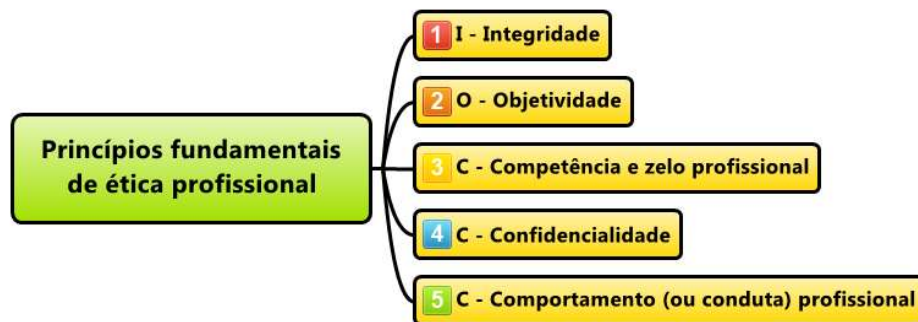 Princípios fundamentais
de ética profissional
1 I - Integridade
2 O - Objetividade
3 C - Competência e zelo profissional
4 C - Confidencialidade
5 C - Comportamento (ou conduta) profissional